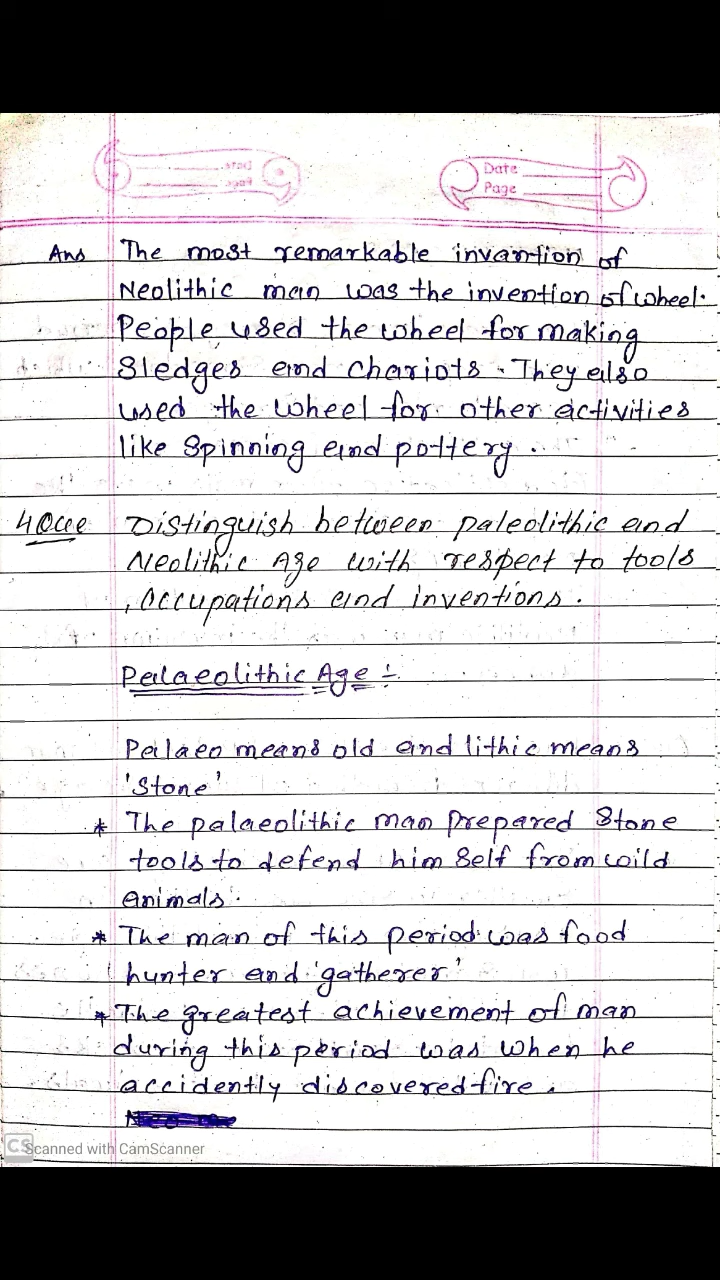 Date
Page
Ans The most remarkable invantion of
Neolithic man was the invention of wheel.
People used the wheel for making
Sledges and chariots. They also
used the wheel for other activities
like Spinning and pottery.
4 Que Distinguish between paleolithic and
Neolithic Age with respect to tools
, Occupations and inventions.
Palaeolithic Age :-
Palaeo means old and lithic means
'Stone'
* The palaeolithic man prepared Stone
tools to defend him Self from wild
animals.
* The man of this period was food
hunter and 'gatherer'
* The greatest achievement of man
during this period was when he
accidently discovered fire.
CS Scanned with CamScanner